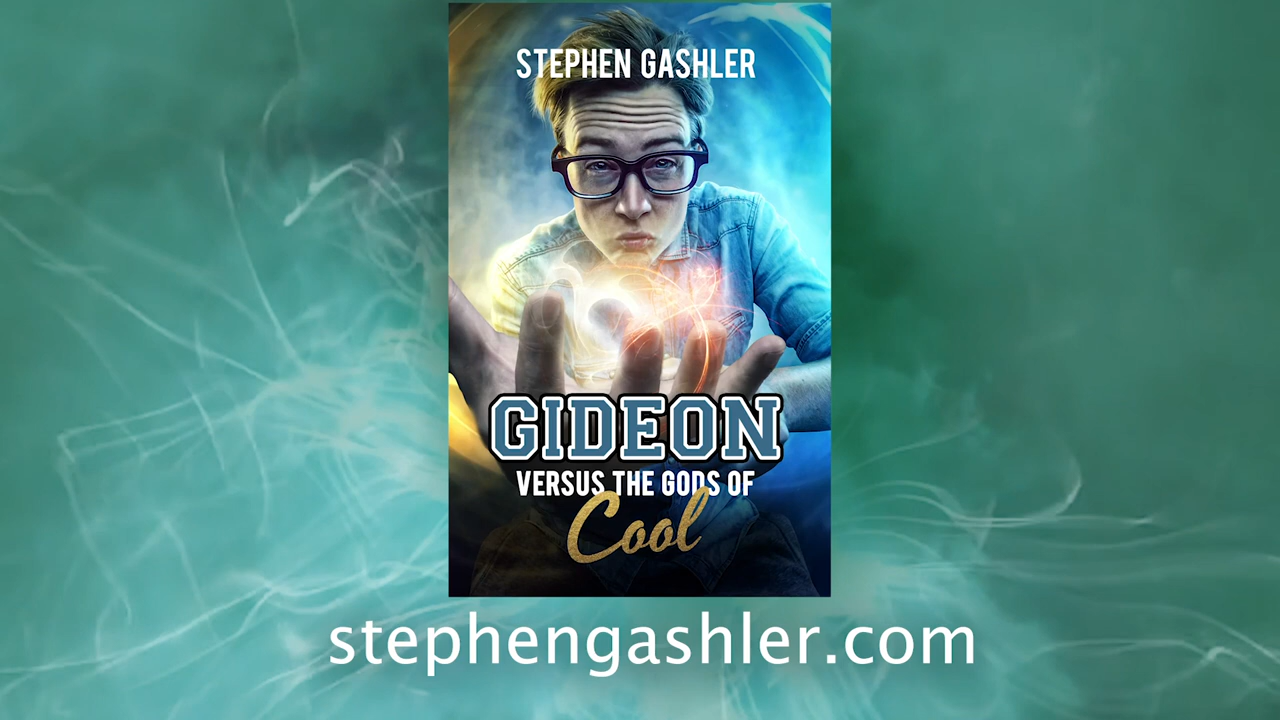 STEPHEN GASHLER
GIDEON
VERSUS THE GODS OF
Cool
stephengashler.com